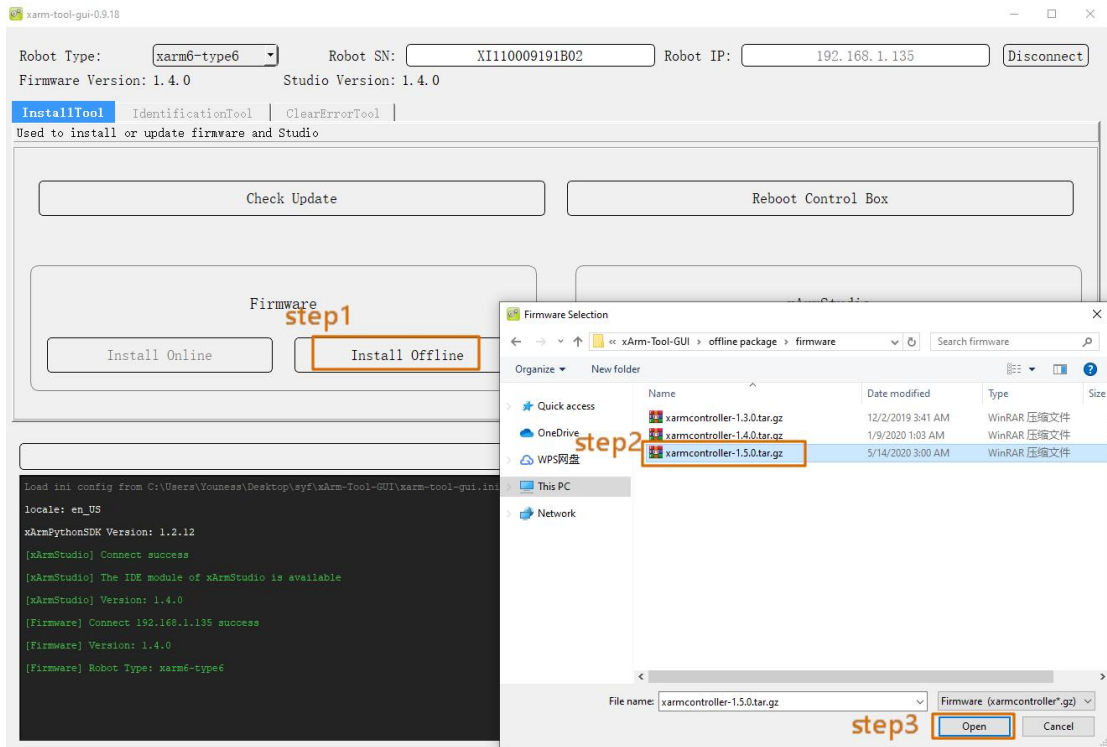 xarm-tool-gui-0.9.18
Robot Type: xarm6-type6 Robot SN: XI110009191B02 Robot IP: 192.168.1.135 Disconnect
Firmware Version: 1.4.0 Studio Version: 1.4.0
InstallTool IdentificationTool ClearErrorTool
Used to install or update firmware and Studio
Check Update Reboot Control Box
Firmware
step1
Install Online Install Offline
Firmware Selection
« xArm-Tool-GUI › offline package › firmware Search firmware
Organize New folder
Name Date modified Type Size
Quick access
OneDrive
WPS网盘
This PC
Network
xarmcontroller-1.3.0.tar.gz 12/2/2019 3:41 AM WinRAR 压缩文件
xarmcontroller-1.4.0.tar.gz 1/9/2020 1:03 AM WinRAR 压缩文件
step2
xarmcontroller-1.5.0.tar.gz 5/14/2020 3:00 AM WinRAR 压缩文件
File name: xarmcontroller-1.5.0.tar.gz Firmware (xarmcontroller*.gz)
step3 Open Cancel
Load ini config from C:\Users\Youness\Desktop\syf\xArm-Tool-GUI\xarm-tool-gui.ini
locale: en_US
xArmPythonSDK Version: 1.2.12
[xArmStudio] Connect success
[xArmStudio] The IDE module of xArmStudio is available
[xArmStudio] Version: 1.4.0
[Firmware] Connect 192.168.1.135 success
[Firmware] Version: 1.4.0
[Firmware] Robot Type: xarm6-type6